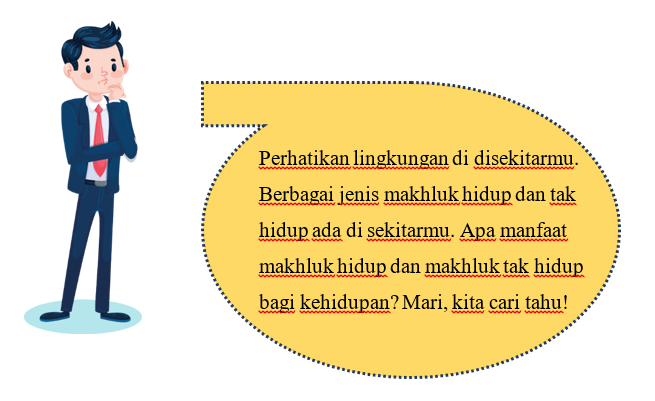 Perhatikan lingkungan di disekitarmu.
Berbagai jenis makhluk hidup dan tak
hidup ada di sekitarmu. Apa manfaat
makhluk hidup dan makhluk tak hidup
bagi kehidupan? Mari, kita cari tahu!